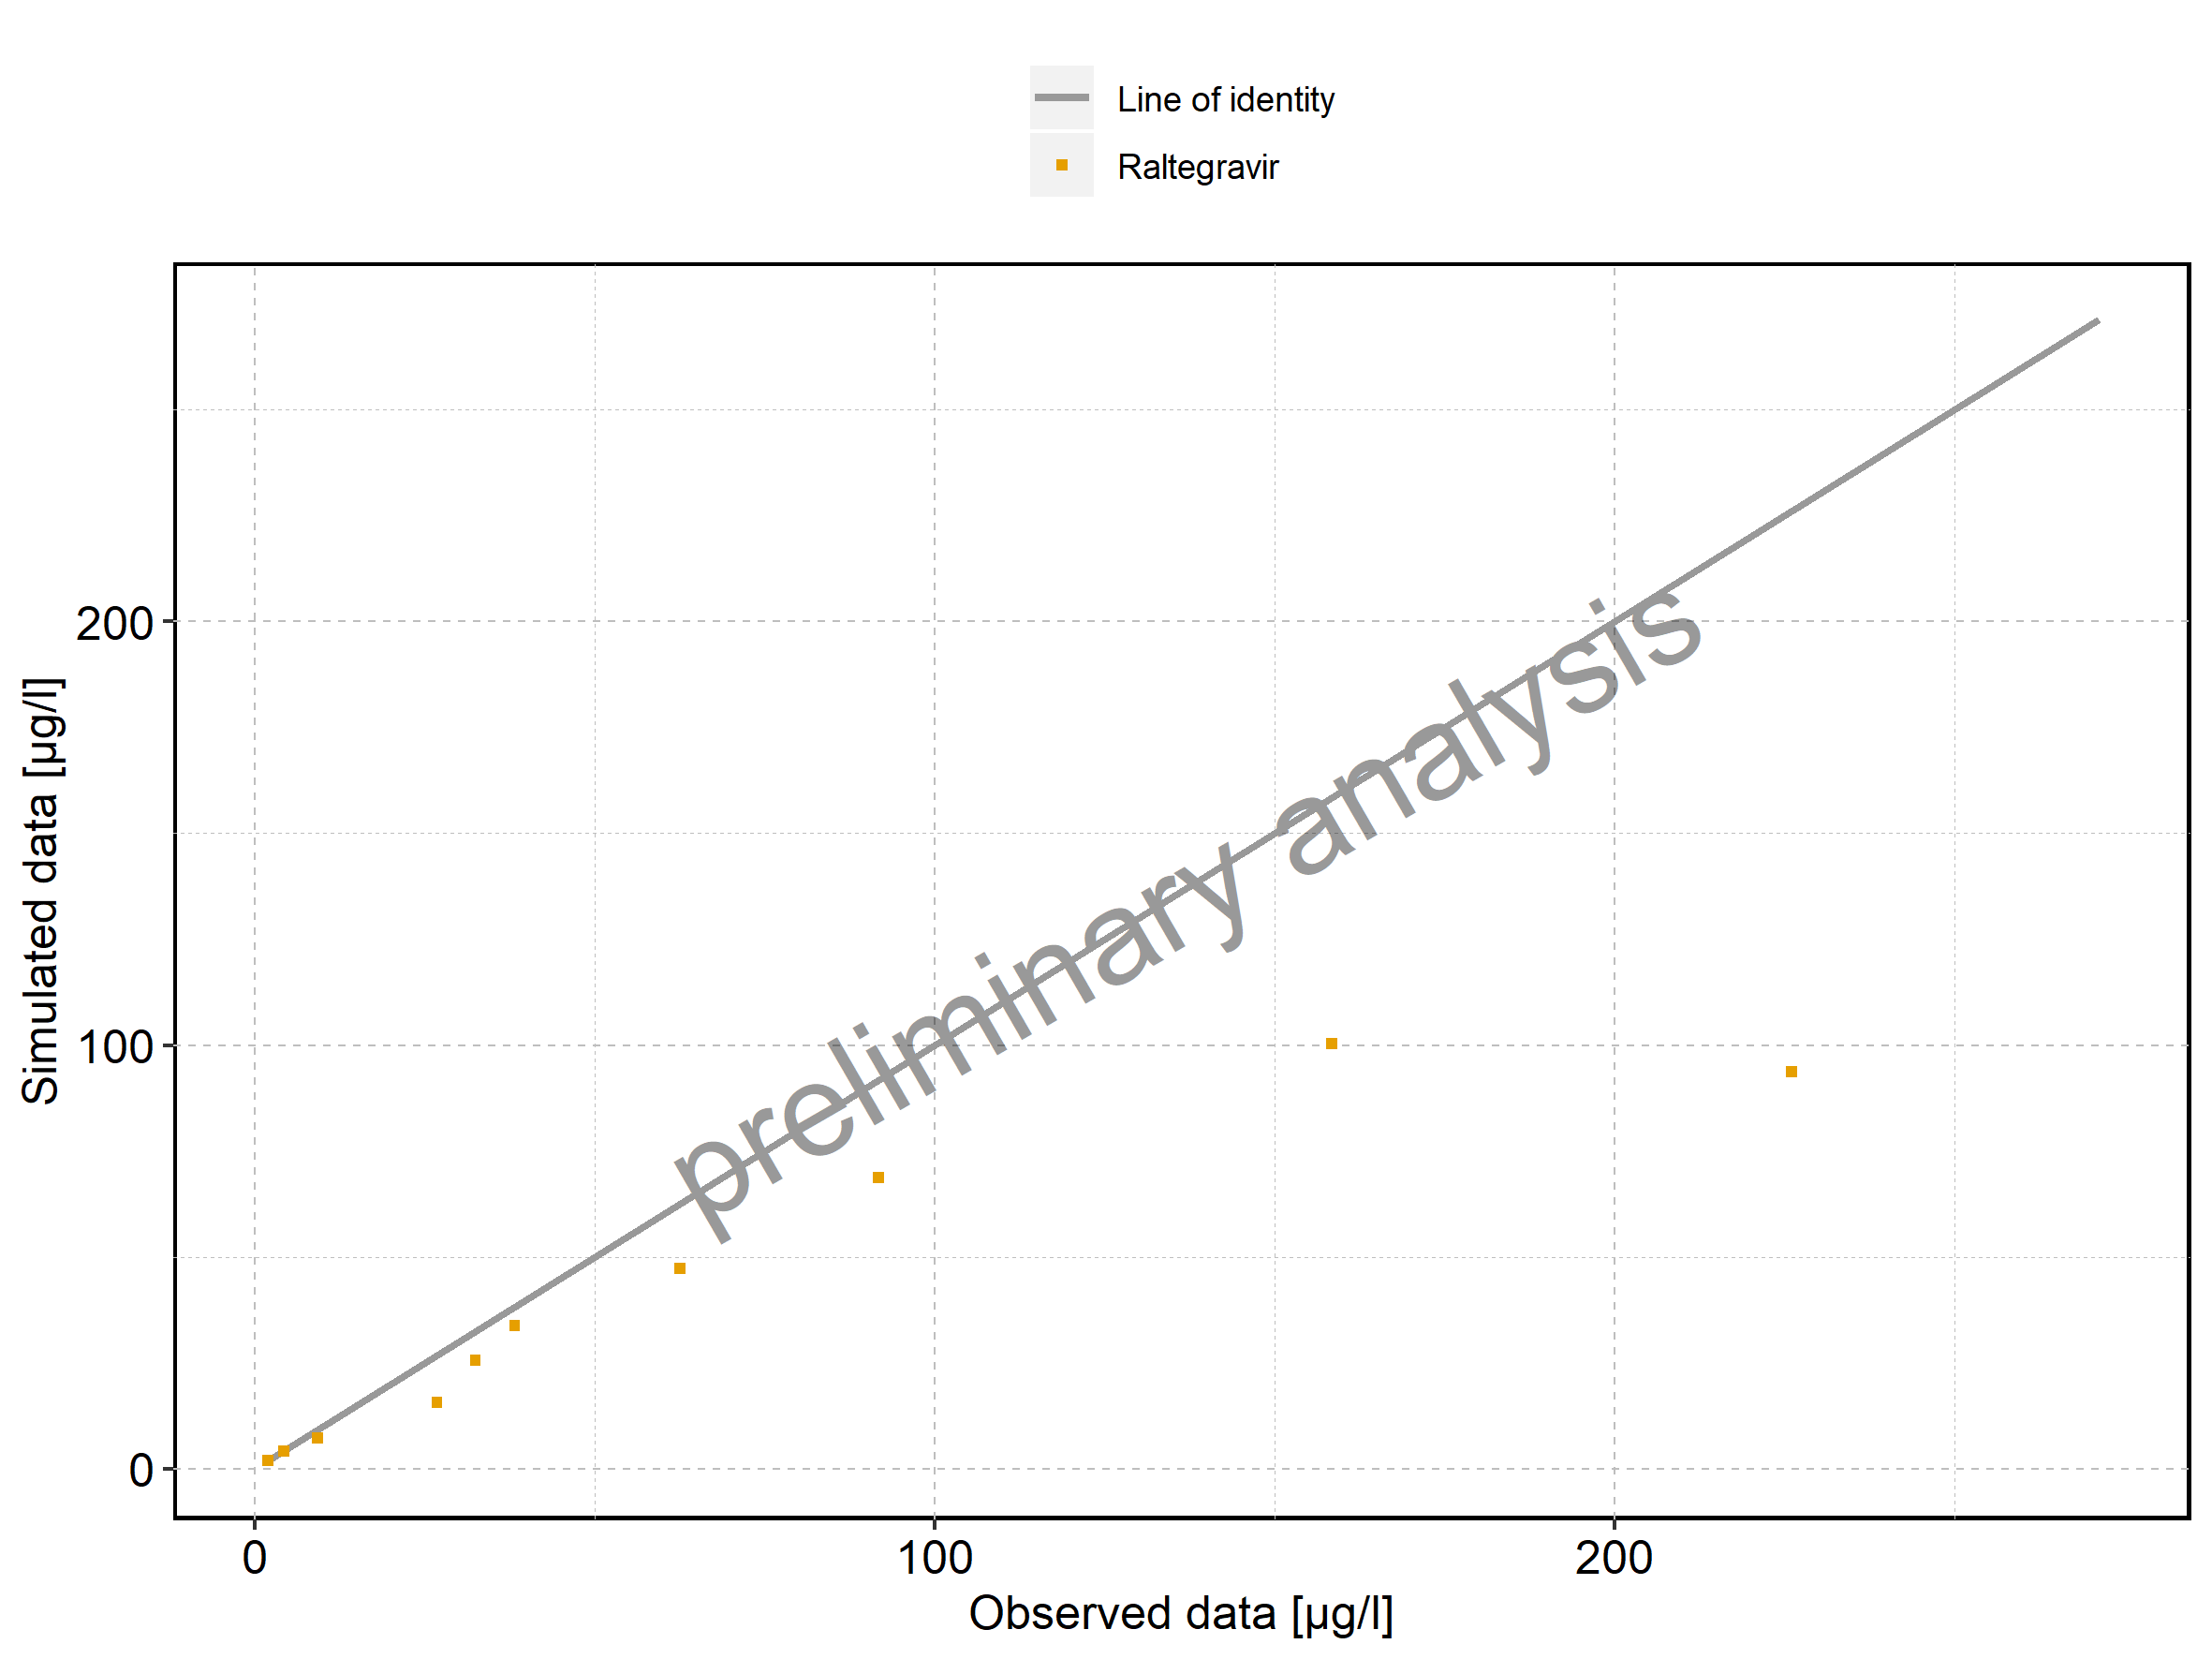 Line of identity
Raltegravir
200
100
0
Simulated data [µg/l]
preliminary analysis
0 100 200
Observed data [µg/l]